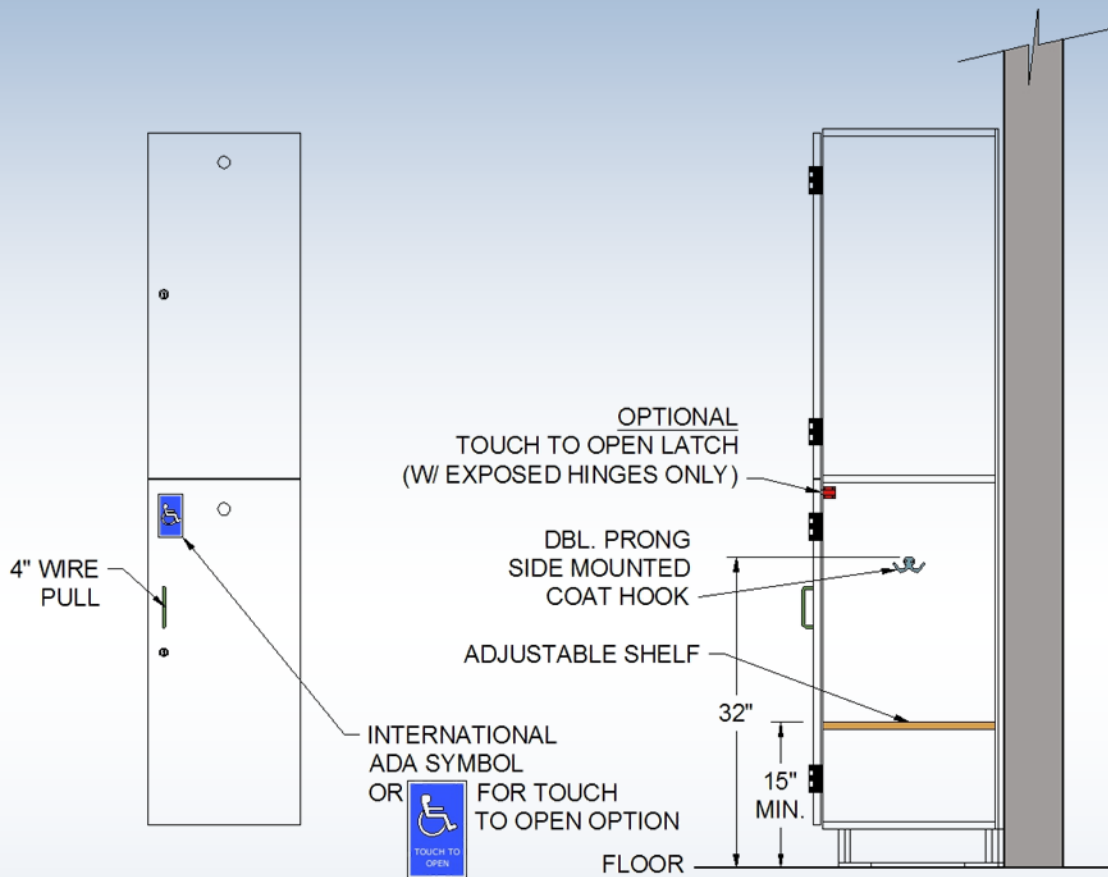 OPTIONAL
TOUCH TO OPEN LATCH
(W/ EXPOSED HINGES ONLY)
DBL. PRONG
SIDE MOUNTED
COAT HOOK
4" WIRE
PULL
ADJUSTABLE SHELF
32"
15"
MIN.
INTERNATIONAL
ADA SYMBOL
OR FOR TOUCH
TO OPEN OPTION
TOUCH TO
OPEN
FLOOR